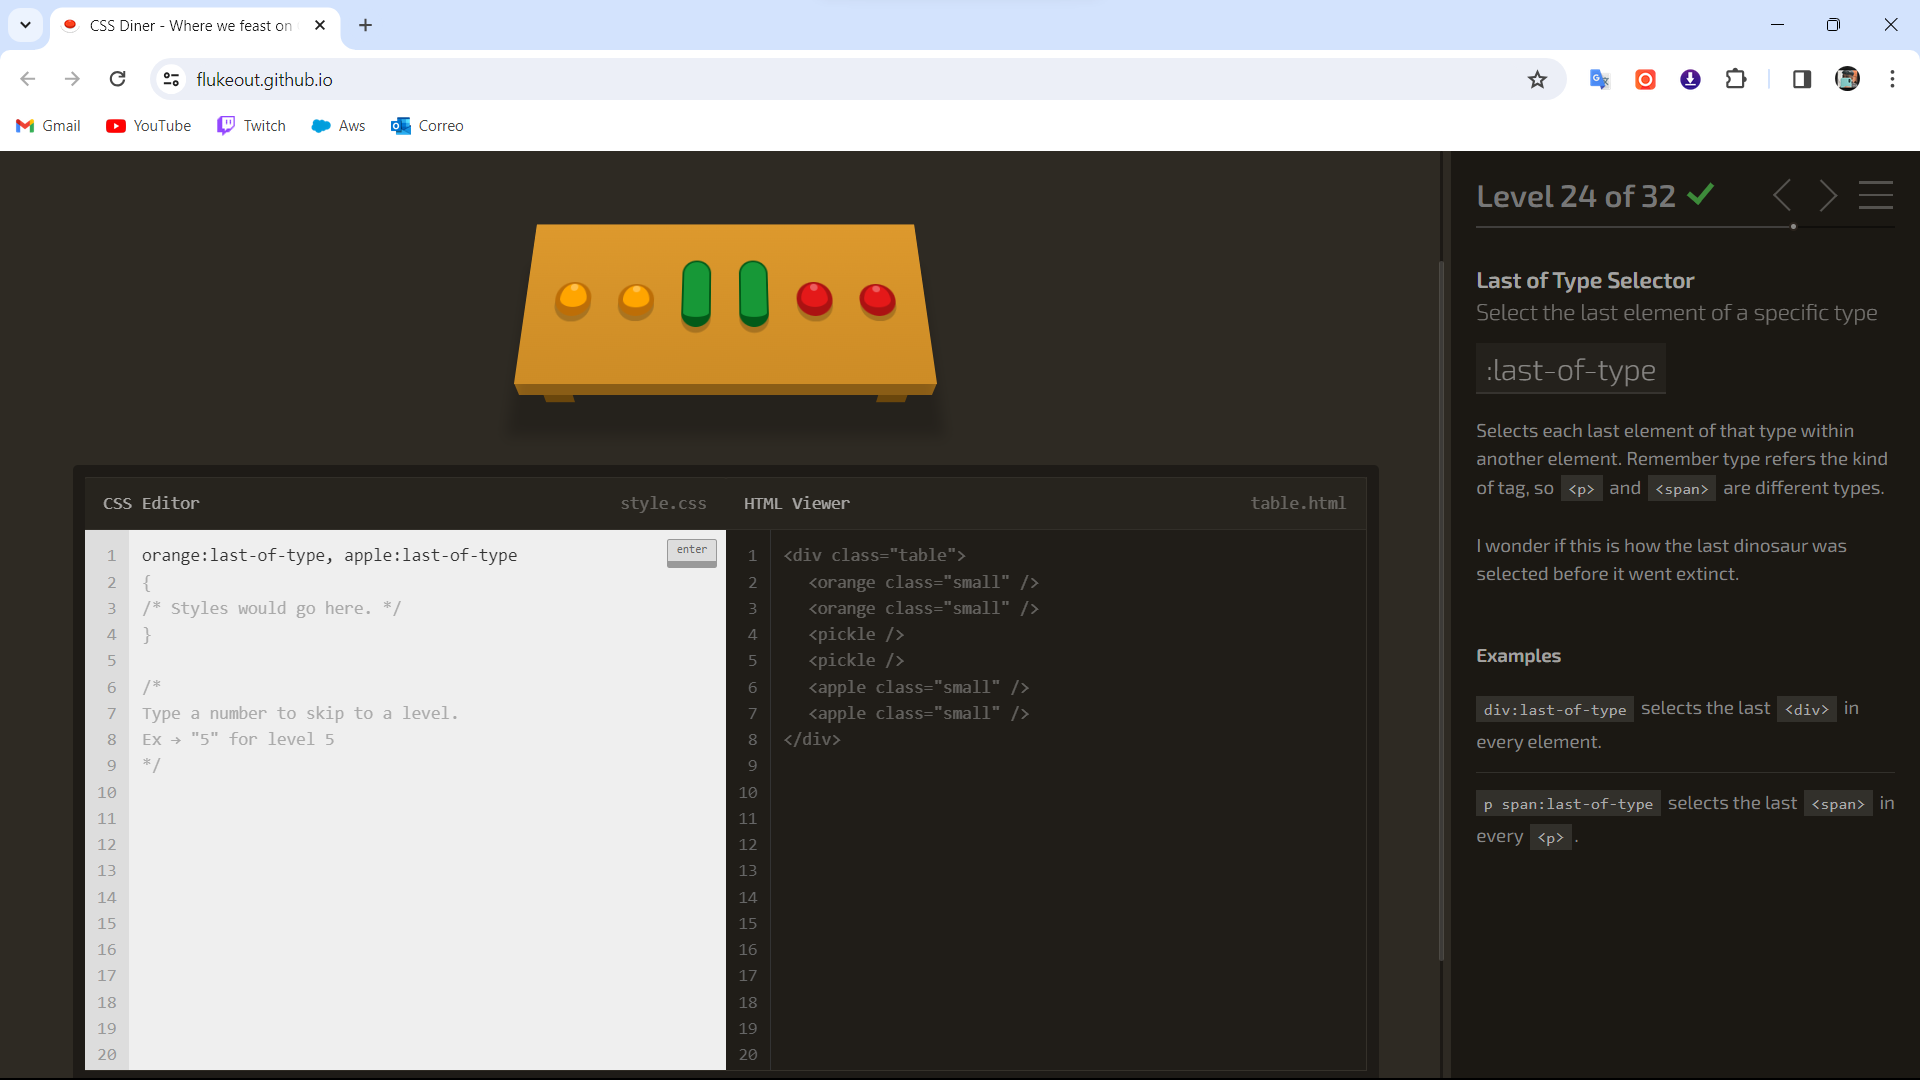 CSS Diner - Where we feast on
flukeout.github.io
Gmail YouTube Twitch Aws Correo
Level 24 of 32
Last of Type Selector
Select the last element of a specific type
:last-of-type
Selects each last element of that type within
another element. Remember type refers the kind
of tag, so <p> and <span> are different types.
I wonder if this is how the last dinosaur was
selected before it went extinct.
Examples
div:last-of-type selects the last <div> in
every element.
p span:last-of-type selects the last <span> in
every <p> .
CSS Editor style.css
1 orange:last-of-type, apple:last-of-type enter
2 {
3 /* Styles would go here. */
4 }
5
6 /*
7 Type a number to skip to a level.
8 Ex → "5" for level 5
9 */
10
11
12
13
14
15
16
17
18
19
20
HTML Viewer table.html
1 <div class="table">
2 <orange class="small" />
3 <orange class="small" />
4 <pickle />
5 <pickle />
6 <apple class="small" />
7 <apple class="small" />
8 </div>
9
10
11
12
13
14
15
16
17
18
19
20